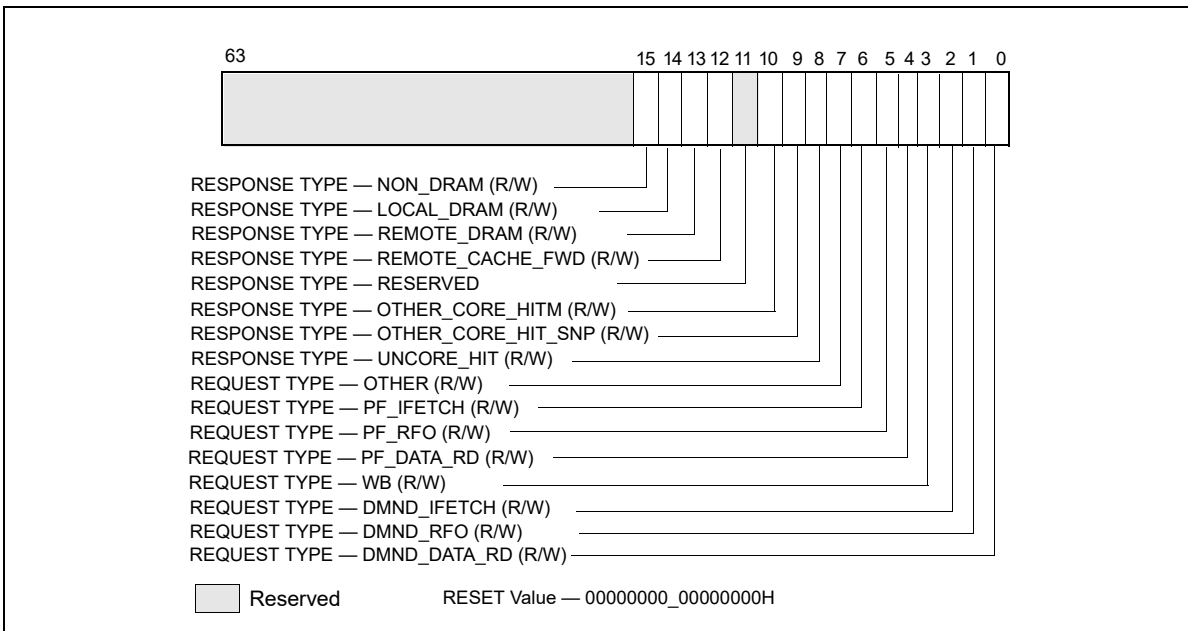 63 15 14 13 12 11 10 9 8 7 6 5 4 3 2 1 0
RESPONSE TYPE — NON_DRAM (R/W)
RESPONSE TYPE — LOCAL_DRAM (R/W)
RESPONSE TYPE — REMOTE_DRAM (R/W)
RESPONSE TYPE — REMOTE_CACHE_FWD (R/W)
RESPONSE TYPE — RESERVED
RESPONSE TYPE — OTHER_CORE_HITM (R/W)
RESPONSE TYPE — OTHER_CORE_HIT_SNP (R/W)
RESPONSE TYPE — UNCORE_HIT (R/W)
REQUEST TYPE — OTHER (R/W)
REQUEST TYPE — PF_IFETCH (R/W)
REQUEST TYPE — PF_RFO (R/W)
REQUEST TYPE — PF_DATA_RD (R/W)
REQUEST TYPE — WB (R/W)
REQUEST TYPE — DMND_IFETCH (R/W)
REQUEST TYPE — DMND_RFO (R/W)
REQUEST TYPE — DMND_DATA_RD (R/W)
Reserved RESET Value — 00000000_00000000H